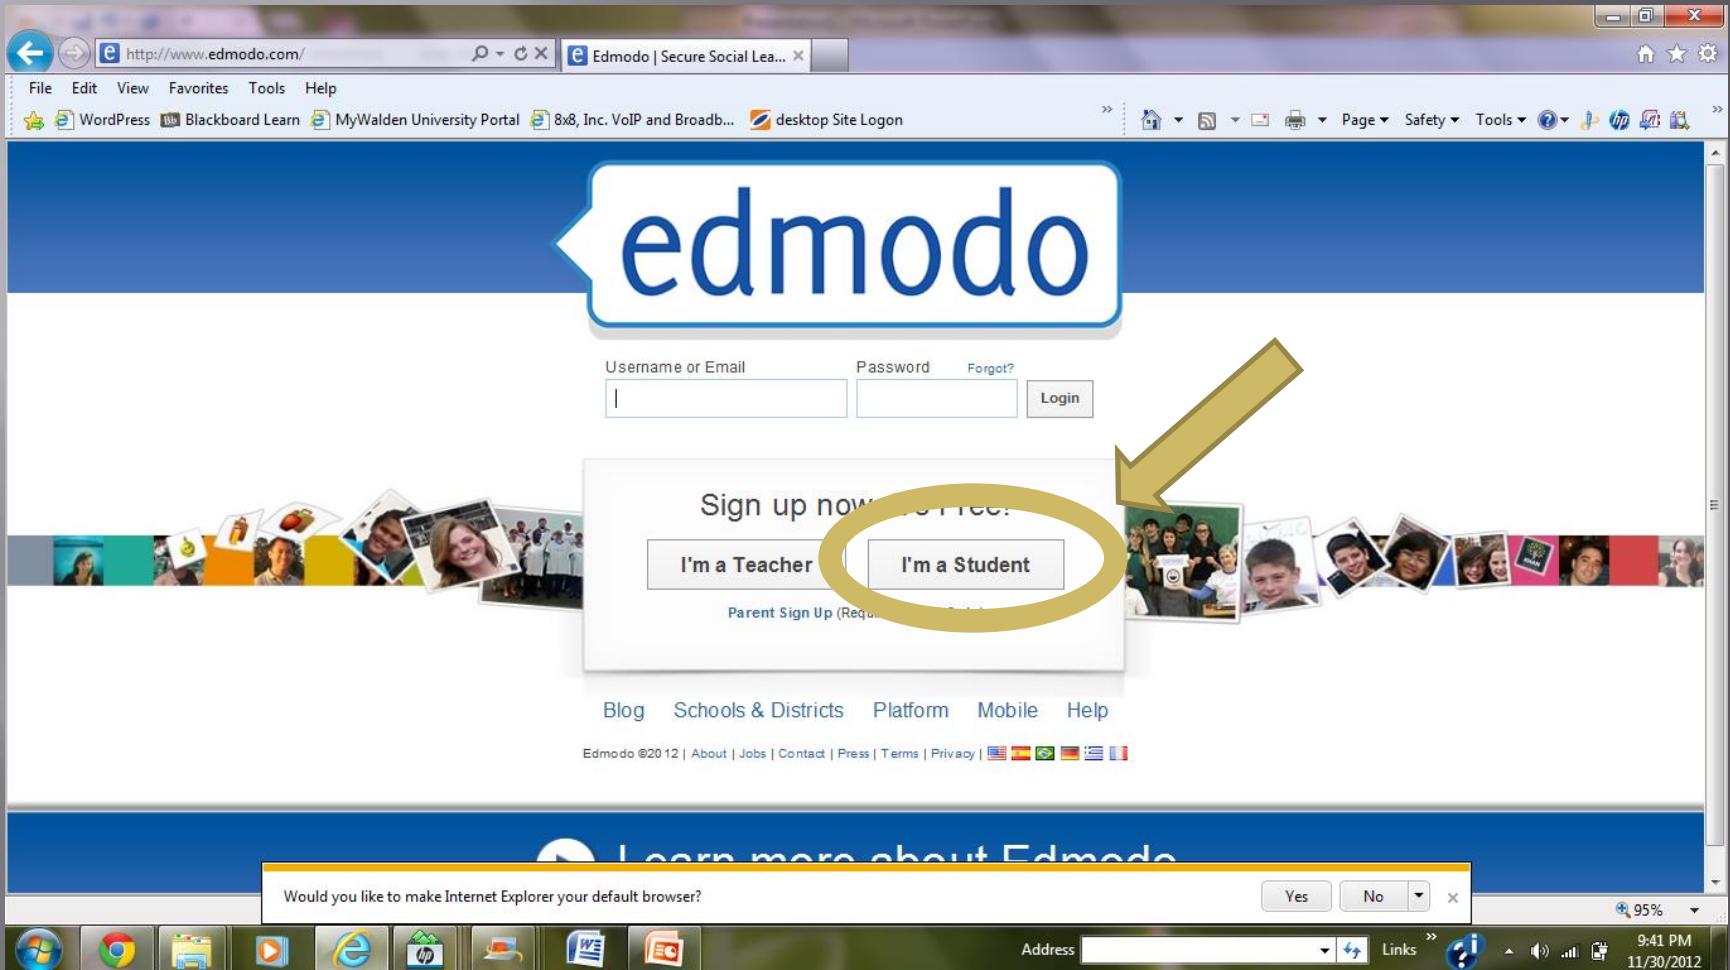 http://www.edmodo.com/
Edmodo | Secure Social Lea...
File Edit View Favorites Tools Help
WordPress Blackboard Learn MyWalden University Portal 8x8, Inc. VoIP and Broadb... desktop Site Logon
Page Safety Tools
edmodo
Username or Email Password Forgot?
Login
Sign up now
I'm a Teacher I'm a Student
Parent Sign Up
Blog Schools & Districts Platform Mobile Help
Edmodo ©2012 | About | Jobs | Contact | Press | Terms | Privacy |
Learn more about Edmodo
Would you like to make Internet Explorer your default browser? Yes No
95%
Address Links
9:41 PM
11/30/2012